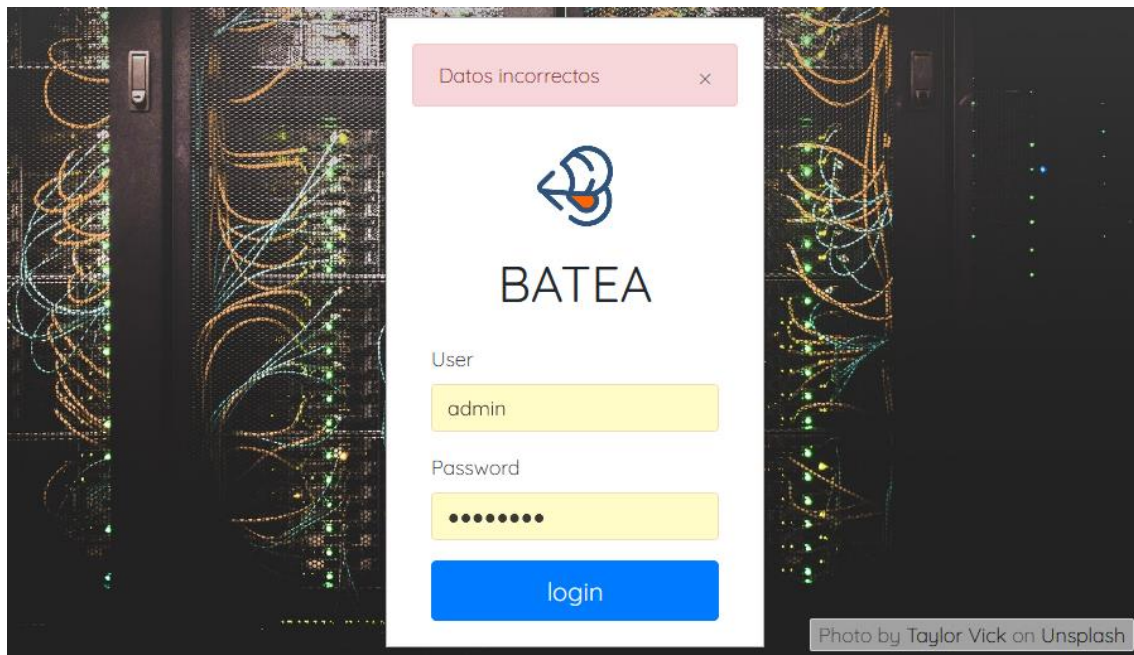 Datos incorrectos ×
BATEA
User
admin
Password
••••••••
login
Photo by Taylor Vick on Unsplash